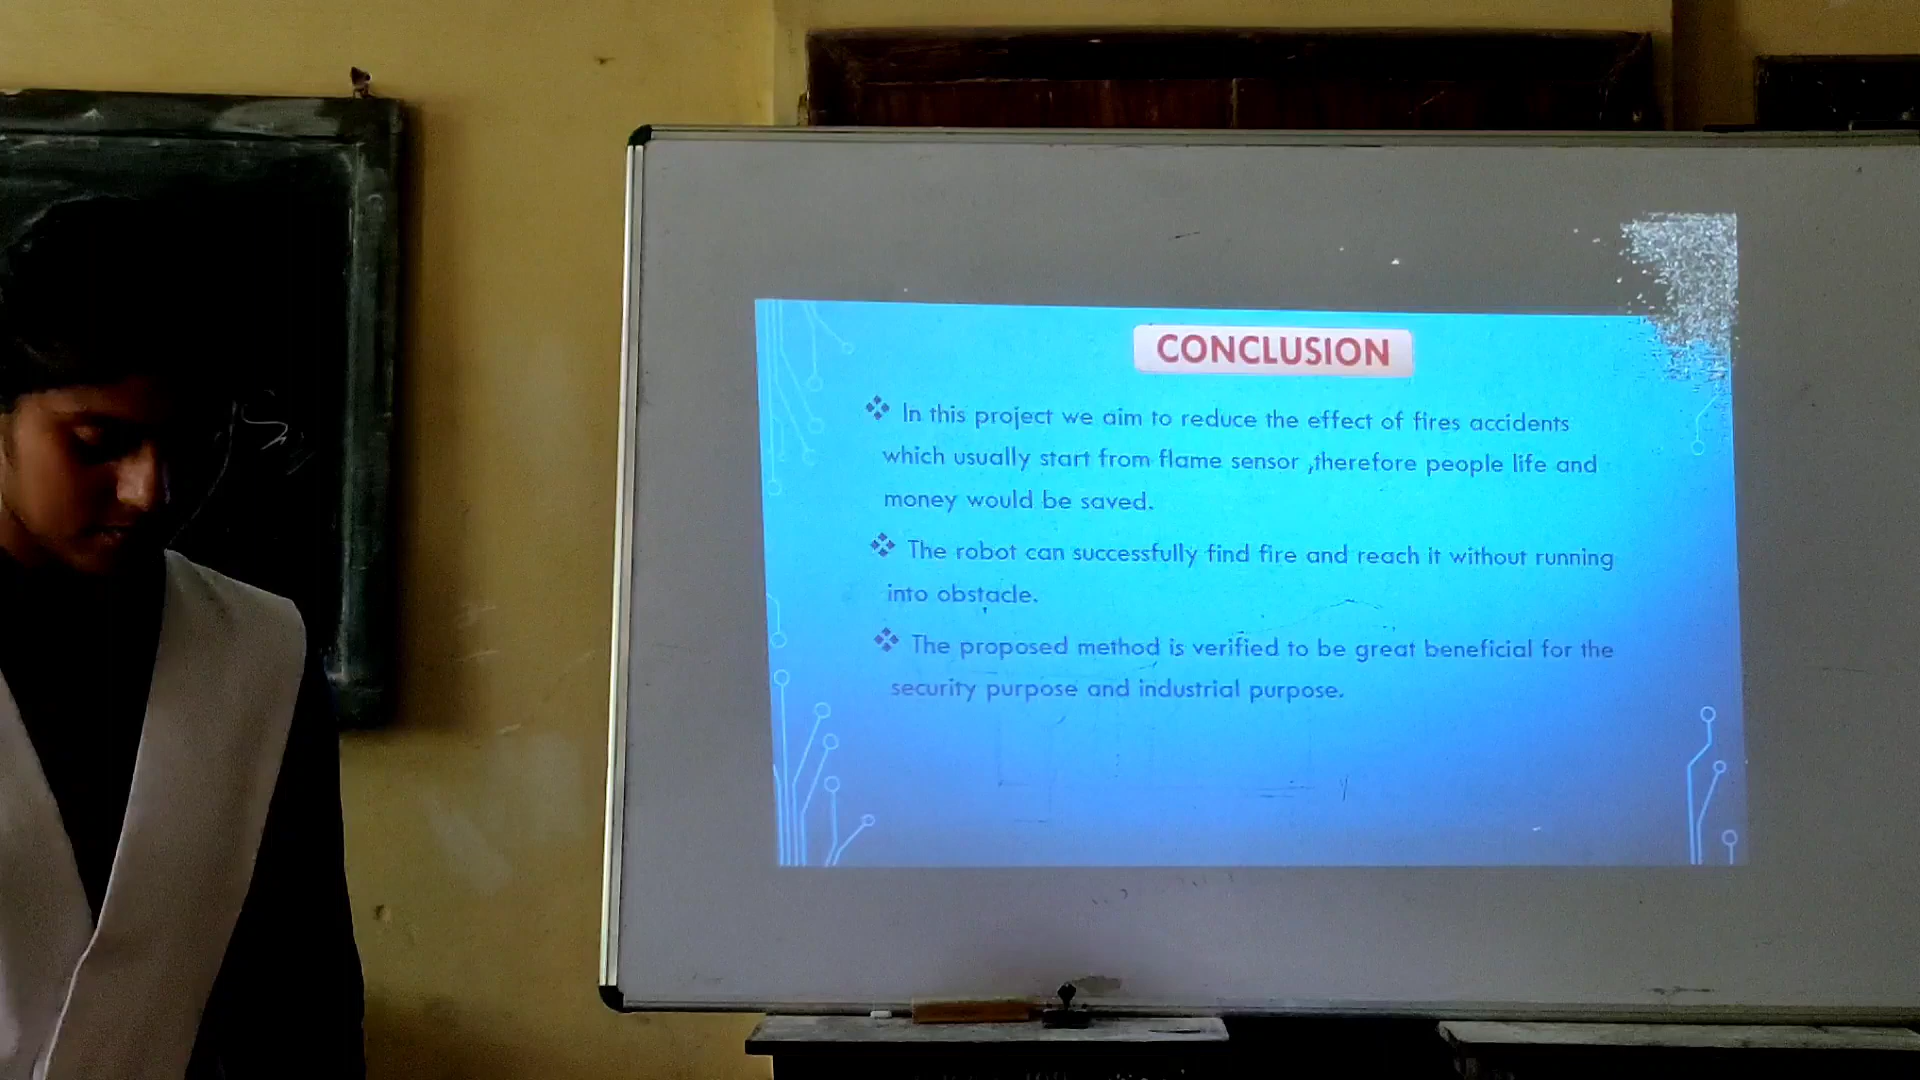 CONCLUSION
❖ In this project we aim to reduce the effect of fires accidents
which usually start from flame sensor ,therefore people life and
money would be saved.
❖ The robot can successfully find fire and reach it without running
into obstacle.
❖ The proposed method is verified to be great beneficial for the
security purpose and industrial purpose.